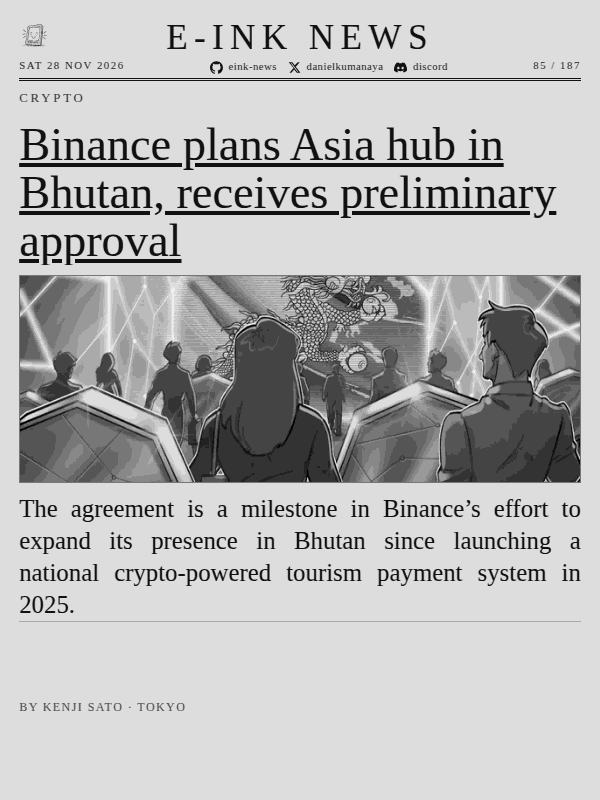 E-INK NEWS
SAT 28 NOV 2026
eink-news danielkumanaya discord
85 / 187
CRYPTO
Binance plans Asia hub in
Bhutan, receives preliminary
approval
The agreement is a milestone in Binance’s effort to
expand its presence in Bhutan since launching a
national crypto-powered tourism payment system in
2025.
BY KENJI SATO · TOKYO